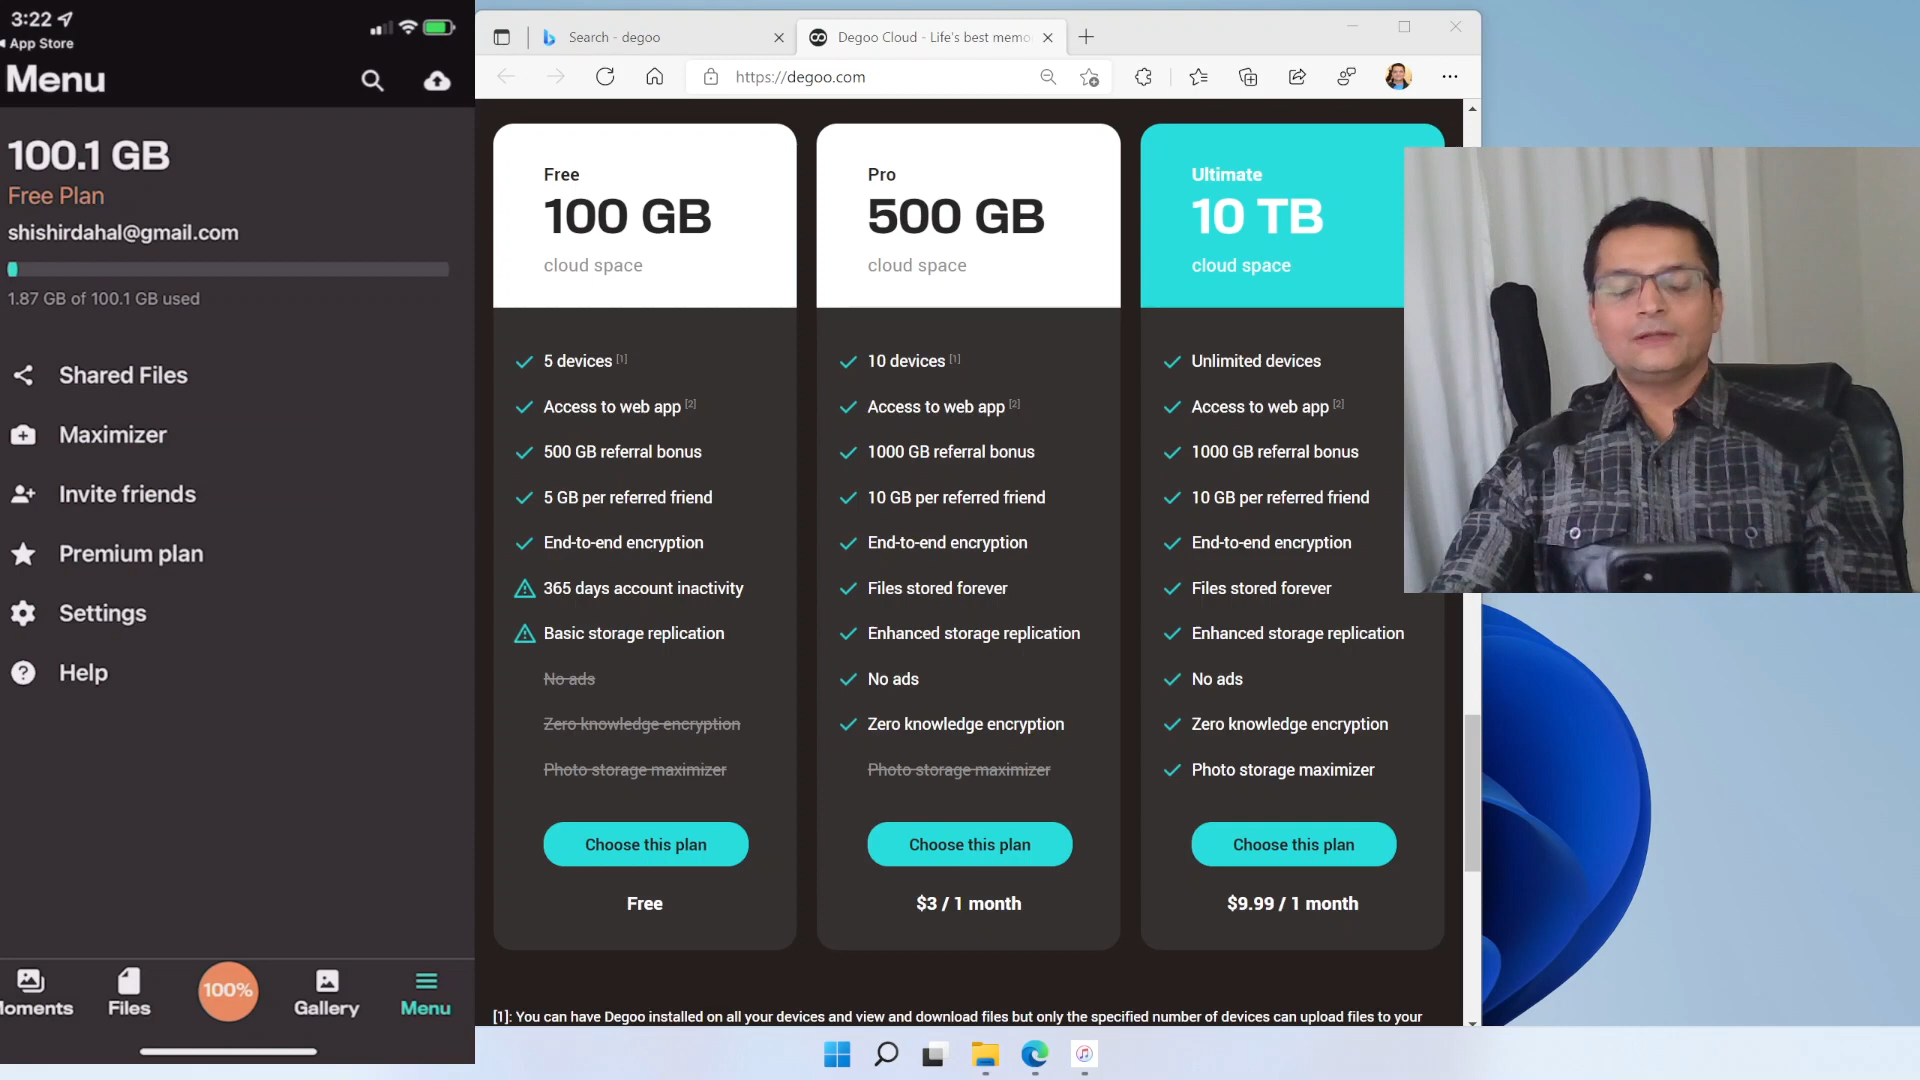 3:22
App Store
Menu
100.1 GB
Free Plan
shishirdahal@gmail.com
1.87 GB of 100.1 GB used
Shared Files
Maximizer
Invite friends
Premium plan
Settings
Help
oments
Files
100%
Gallery
Menu
Search - degoo
Degoo Cloud - Life's best memo
https://degoo.com
Free
100 GB
cloud space
5 devices [1]
Access to web app [2]
500 GB referral bonus
5 GB per referred friend
End-to-end encryption
365 days account inactivity
Basic storage replication
No ads
Zero knowledge encryption
Photo storage maximizer
Choose this plan
Free
Pro
500 GB
cloud space
10 devices [1]
Access to web app [2]
1000 GB referral bonus
10 GB per referred friend
End-to-end encryption
Files stored forever
Enhanced storage replication
No ads
Zero knowledge encryption
Photo storage maximizer
Choose this plan
$3 / 1 month
Ultimate
10 TB
cloud space
Unlimited devices
Access to web app [2]
1000 GB referral bonus
10 GB per referred friend
End-to-end encryption
Files stored forever
Enhanced storage replication
No ads
Zero knowledge encryption
Photo storage maximizer
Choose this plan
$9.99 / 1 month
[1]: You can have Degoo installed on all your devices and view and download files but only the specified number of devices can upload files to your